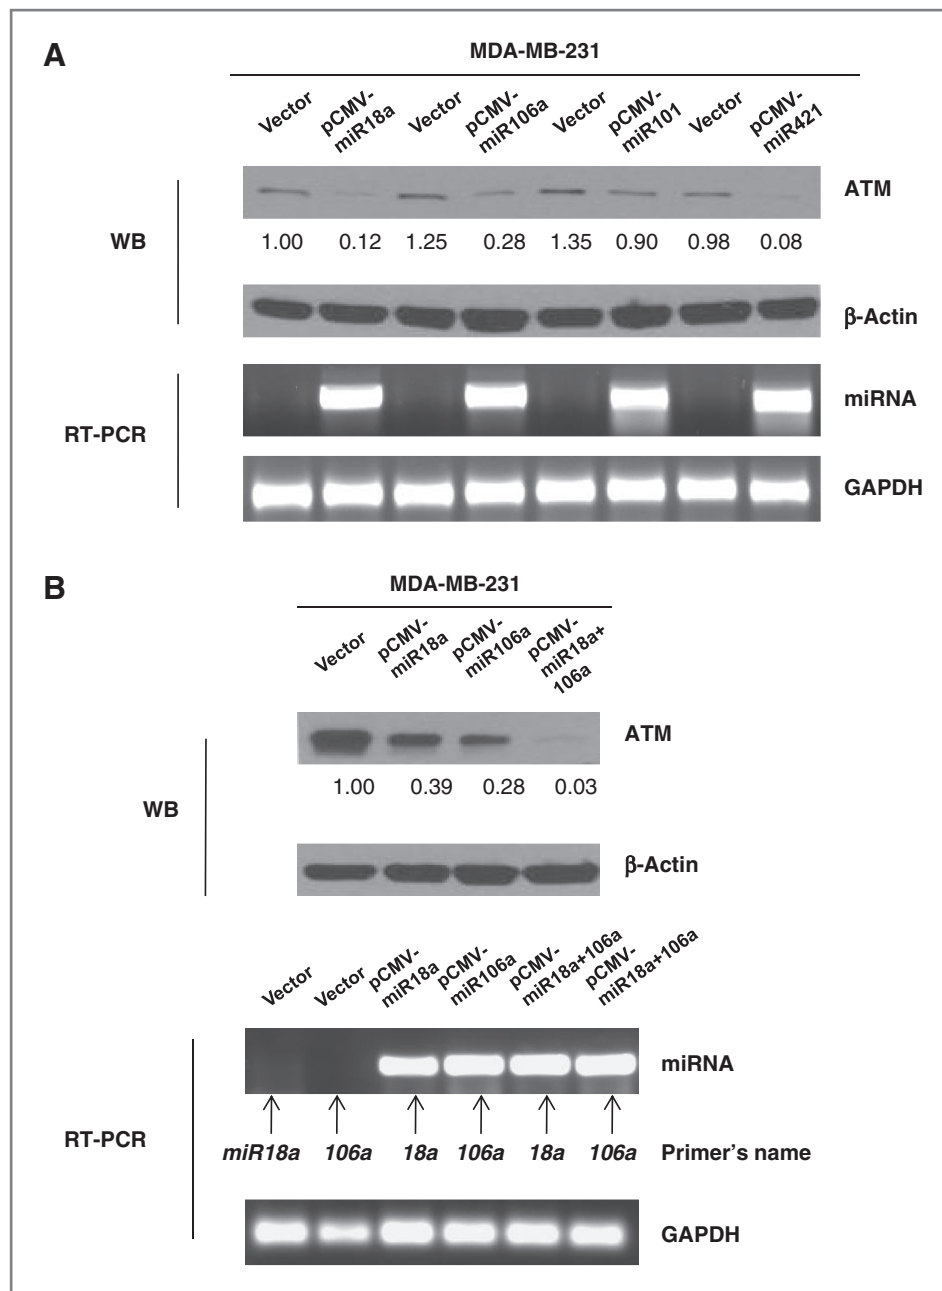 A
MDA-MB-231
Vector
pCMV-
miR18a
Vector
pCMV-
miR106a
Vector
pCMV-
miR101
Vector
pCMV-
miR421
ATM
WB
1.00 0.12 1.25 0.28 1.35 0.90 0.98 0.08
β-Actin
miRNA
RT-PCR
GAPDH
B
MDA-MB-231
Vector
pCMV-
miR18a
pCMV-
miR106a
pCMV-
miR18a+
106a
ATM
1.00 0.39 0.28 0.03
WB
β-Actin
Vector
Vector
pCMV-
miR18a
pCMV-
miR106a
pCMV-
miR18a+106a
pCMV-
miR18a+106a
miRNA
RT-PCR
miR18a 106a 18a 106a 18a 106a Primer's name
GAPDH